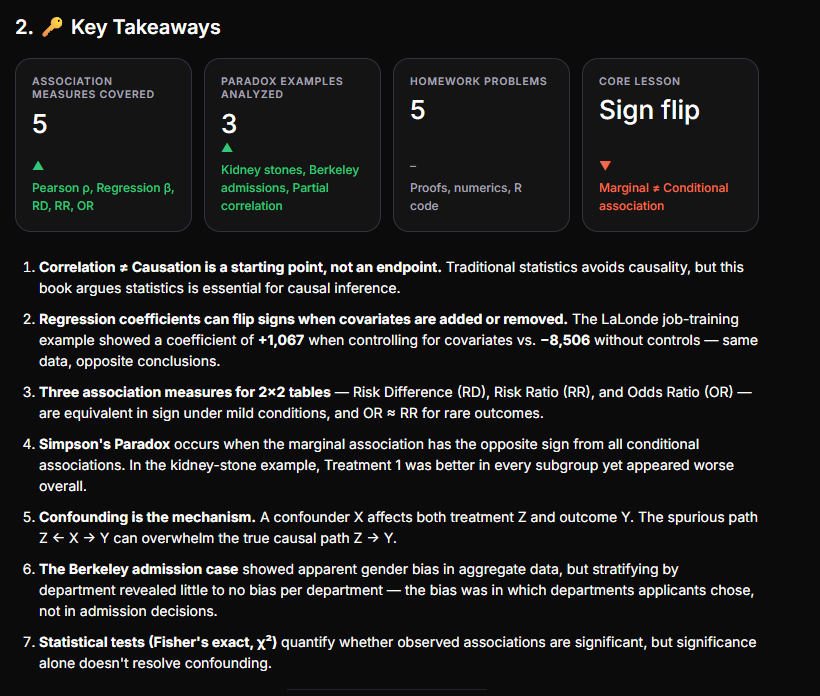 2. 🔑 Key Takeaways
ASSOCIATION
MEASURES COVERED
5
▲
Pearson ρ, Regression β,
RD, RR, OR
PARADOX EXAMPLES
ANALYZED
3
▲
Kidney stones, Berkeley
admissions, Partial
correlation
HOMEWORK PROBLEMS
5
–
Proofs, numerics, R
code
CORE LESSON
Sign flip
▼
Marginal ≠ Conditional
association
1. Correlation ≠ Causation is a starting point, not an endpoint. Traditional statistics avoids causality, but this
book argues statistics is essential for causal inference.
2. Regression coefficients can flip signs when covariates are added or removed. The LaLonde job-training
example showed a coefficient of +1,067 when controlling for covariates vs. −8,506 without controls — same
data, opposite conclusions.
3. Three association measures for 2×2 tables — Risk Difference (RD), Risk Ratio (RR), and Odds Ratio (OR) —
are equivalent in sign under mild conditions, and OR ≈ RR for rare outcomes.
4. Simpson's Paradox occurs when the marginal association has the opposite sign from all conditional
associations. In the kidney-stone example, Treatment 1 was better in every subgroup yet appeared worse
overall.
5. Confounding is the mechanism. A confounder X affects both treatment Z and outcome Y. The spurious path
Z ← X → Y can overwhelm the true causal path Z → Y.
6. The Berkeley admission case showed apparent gender bias in aggregate data, but stratifying by
department revealed little to no bias per department — the bias was in which departments applicants chose,
not in admission decisions.
7. Statistical tests (Fisher's exact, χ²) quantify whether observed associations are significant, but significance
alone doesn't resolve confounding.